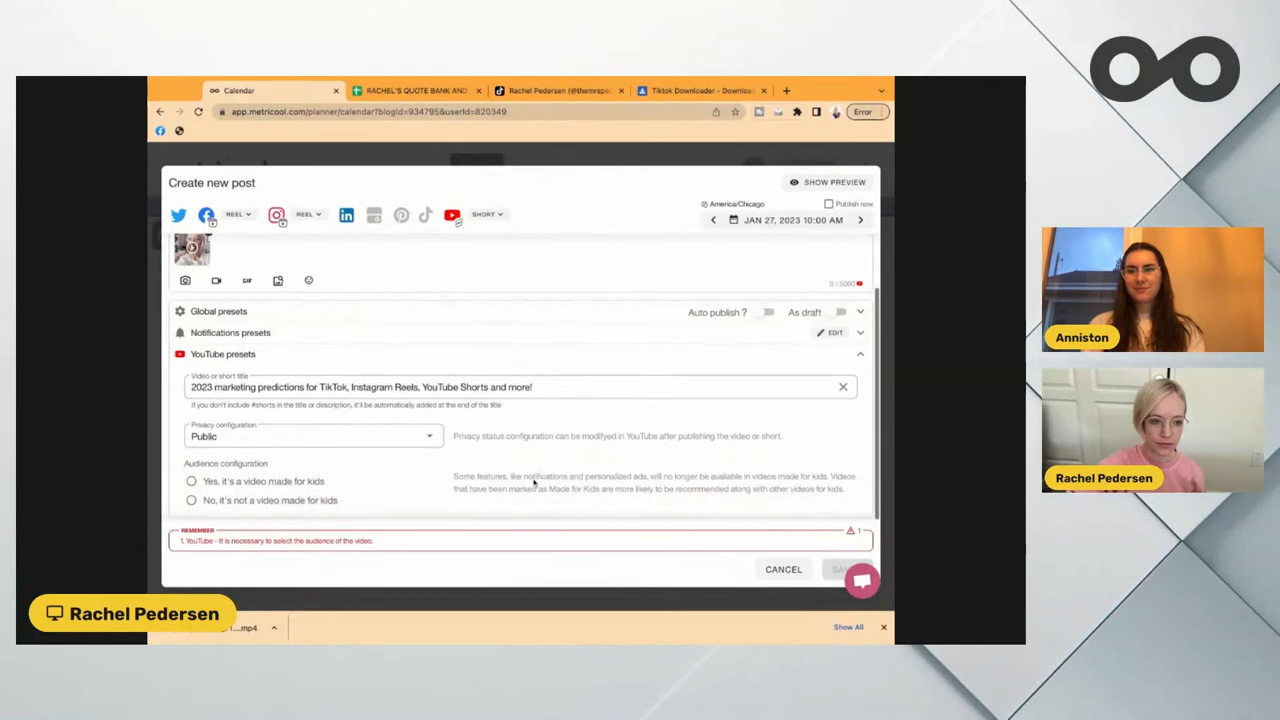 Calendar
RACHEL'S QUOTE BANK AND
Rachel Pedersen (@themrspe
Tiktok Downloader - Downloa
app.metricool.com/planner/calendar?blogId=934795&userId=820349
Error
Create new post
SHOW PREVIEW
REEL
REEL
SHORT
America/Chicago
Publish now
JAN 27, 2023 10:00 AM
GIF
0 / 5000
Global presets
Auto publish ?
As draft
Notifications presets
EDIT
YouTube presets
Video or short title
2023 marketing predictions for TikTok, Instagram Reels, YouTube Shorts and more!
If you don't include #shorts in the title or description, it'll be automatically added at the end of the title
Privacy configuration
Public
Privacy status configuration can be modifyed in YouTube after publishing the video or short.
Audience configuration
Yes, it's a video made for kids
No, it's not a video made for kids
Some features, like notifications and personalized ads, will no longer be available in videos made for kids. Videos
that have been marked as Made for Kids are more likely to be recommended along with other videos for kids.
REMEMBER
1
1. YouTube - It is necessary to select the audience of the video.
CANCEL
Rachel Pedersen
1....mp4
Show All
Anniston
Rachel Pedersen